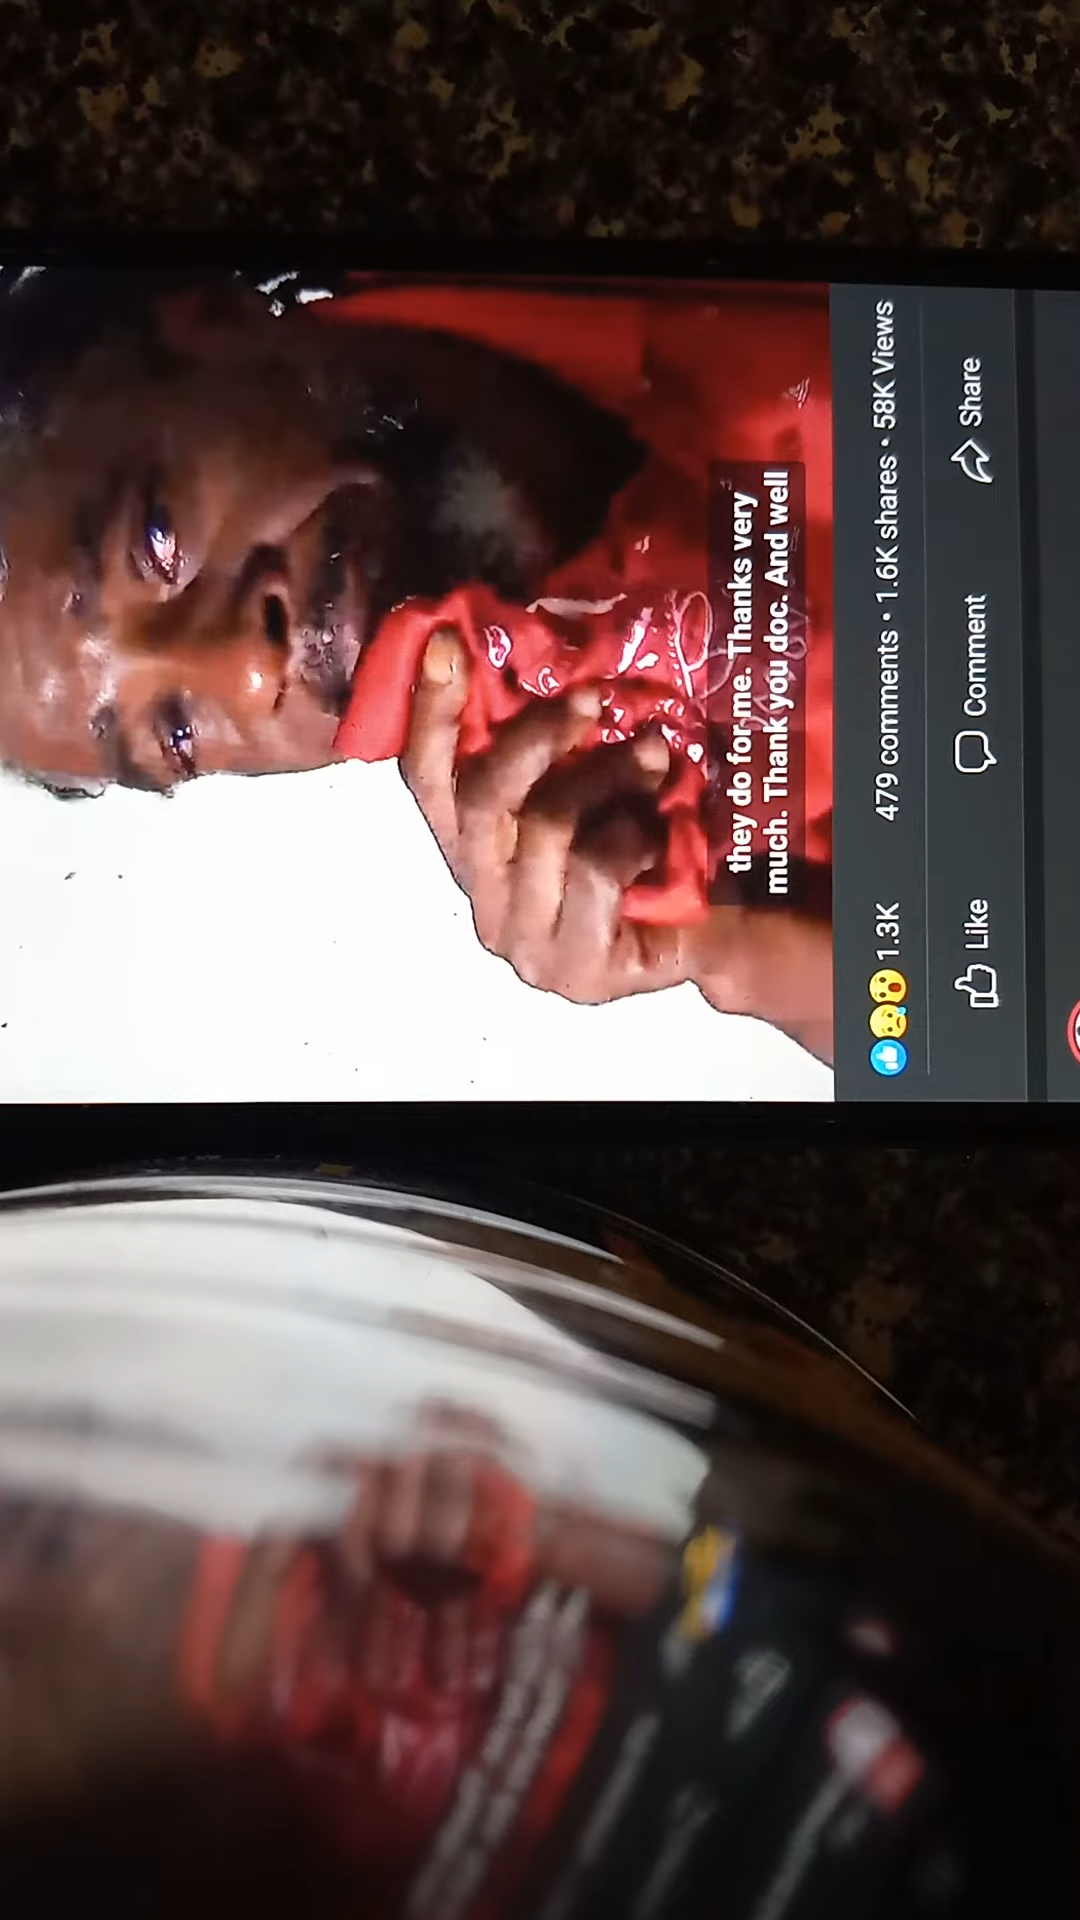 they do for me. Thanks very
much. Thank you doc. And well
1.3K 479 comments • 1.6K shares • 58K Views
Like Comment Share